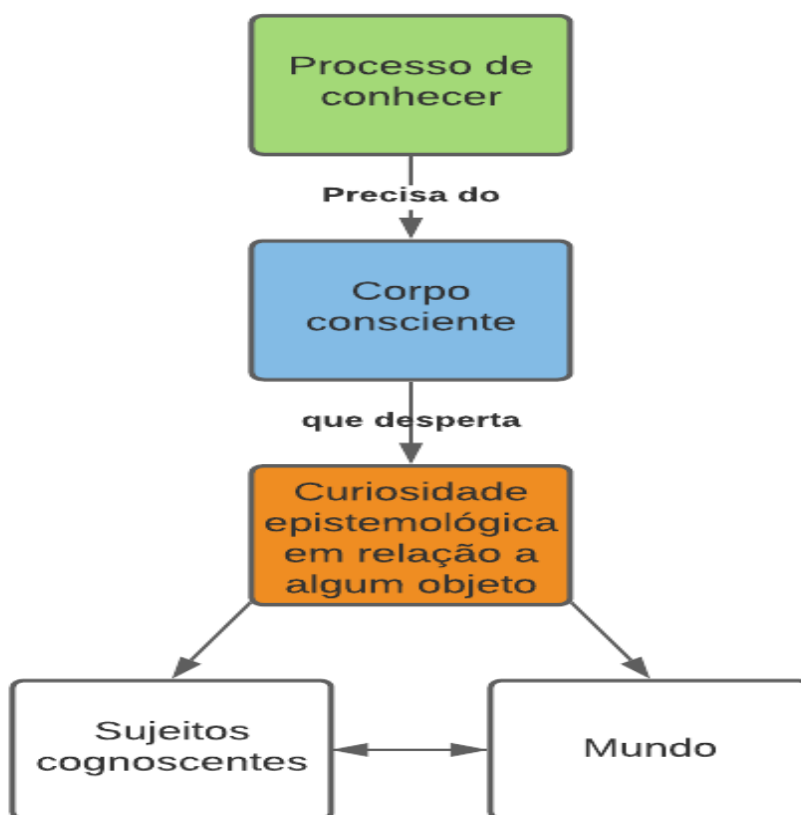 Processo de
conhecer
Precisa do
Corpo
consciente
que desperta
Curiosidade
epistemológica
em relação a
algum objeto
Sujeitos
cognoscentes
Mundo